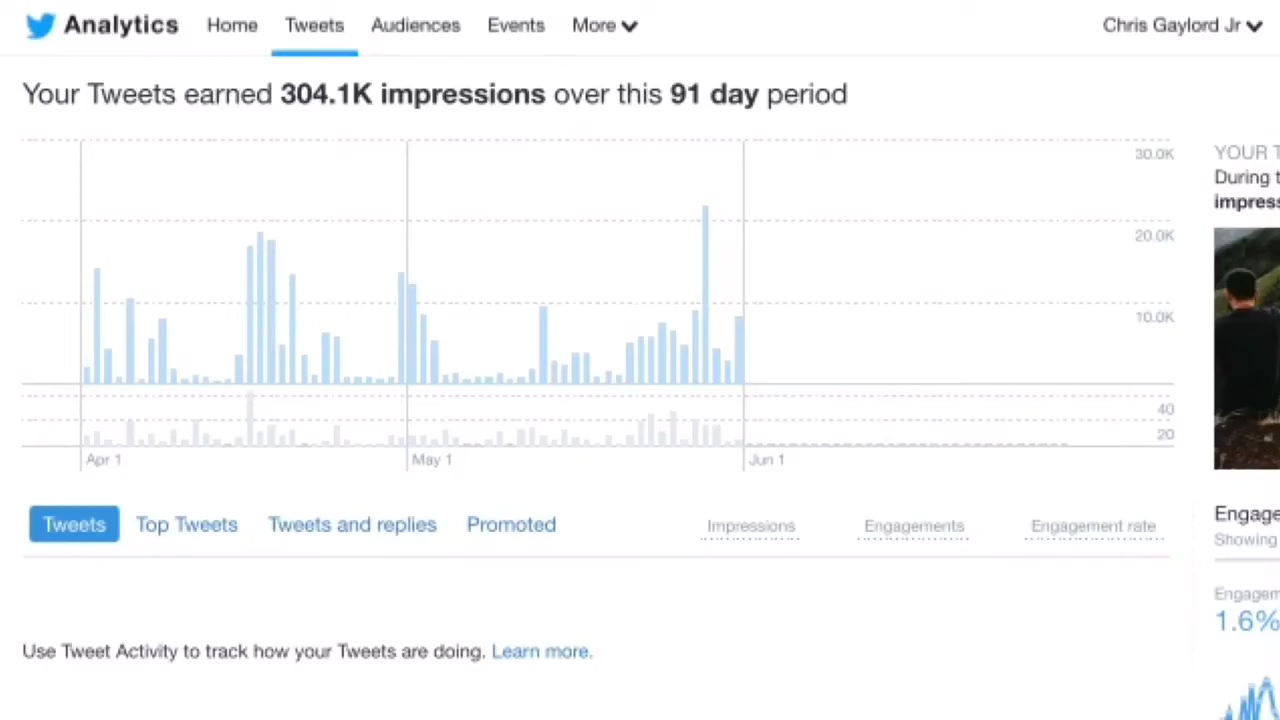 Analytics Home Tweets Audiences Events More Chris Gaylord Jr
Your Tweets earned 304.1K impressions over this 91 day period
30.0K
20.0K
10.0K
40
20
Apr 1 May 1 Jun 1
Tweets Top Tweets Tweets and replies Promoted Impressions Engagements Engagement rate
Use Tweet Activity to track how your Tweets are doing. Learn more.
YOUR T
During t
impress
Engage
Showing
Engagem
1.6%